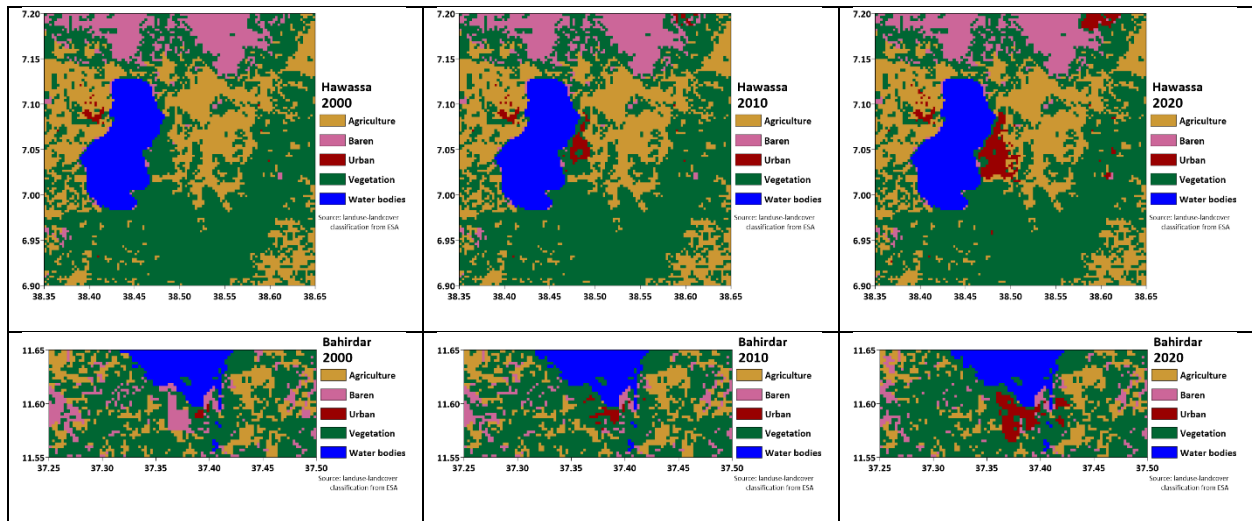 7.20
7.15
7.10
7.05
7.00
6.95
6.90
38.35 38.40 38.45 38.50 38.55 38.60 38.65
Hawassa
2000
Agriculture
Baren
Urban
Vegetation
Water bodies
Source: landuse-landcover
classification from ESA
7.20
7.15
7.10
7.05
7.00
6.95
6.90
38.35 38.40 38.45 38.50 38.55 38.60 38.65
Hawassa
2010
Agriculture
Baren
Urban
Vegetation
Water bodies
Source: landuse-landcover
classification from ESA
7.20
7.15
7.10
7.05
7.00
6.95
6.90
38.35 38.40 38.45 38.50 38.55 38.60 38.65
Hawassa
2020
Agriculture
Baren
Urban
Vegetation
Water bodies
Source: landuse-landcover
classification from ESA
11.65
11.60
11.55
37.25 37.30 37.35 37.40 37.45 37.50
Bahirdar
2000
Agriculture
Baren
Urban
Vegetation
Water bodies
Source: landuse-landcover
classification from ESA
11.65
11.60
11.55
37.25 37.30 37.35 37.40 37.45 37.50
Bahirdar
2010
Agriculture
Baren
Urban
Vegetation
Water bodies
Source: landuse-landcover
classification from ESA
11.65
11.60
11.55
37.25 37.30 37.35 37.40 37.45 37.50
Bahirdar
2020
Agriculture
Baren
Urban
Vegetation
Water bodies
Source: landuse-landcover
classification from ESA